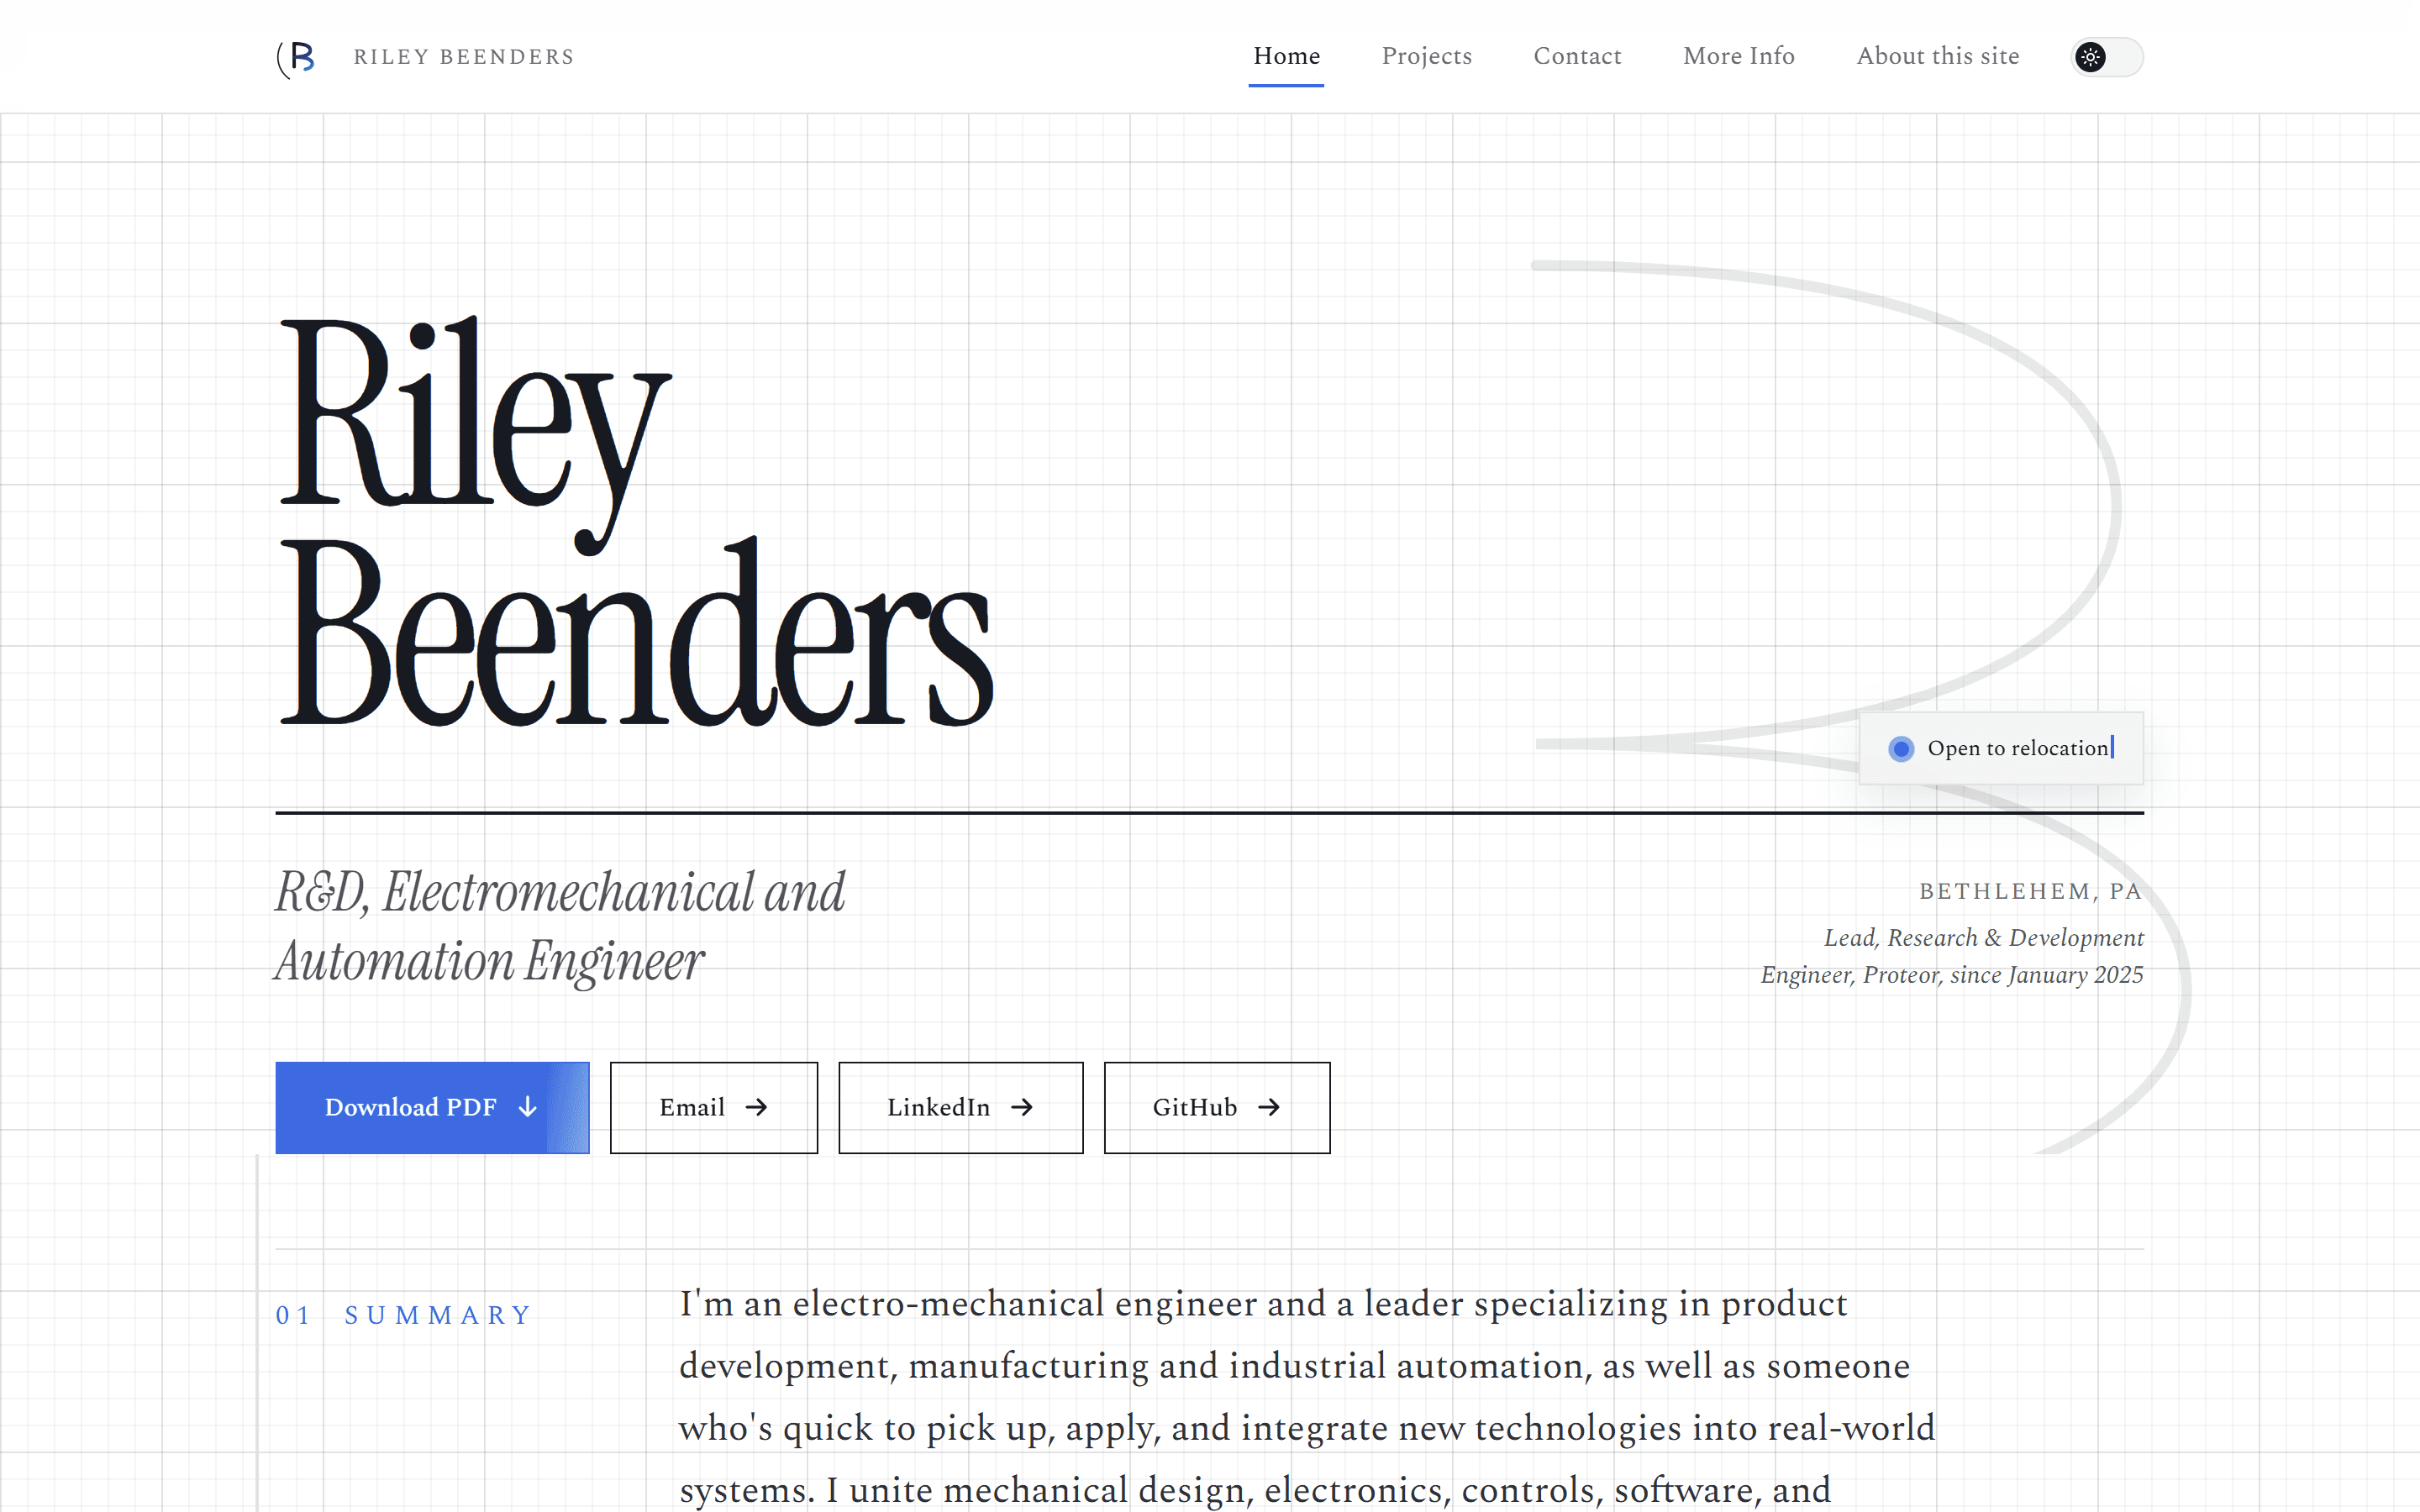 RILEY BEENDERS
Home
Projects
Contact
More Info
About this site
Riley
Beenders
Open to relocation
R&D, Electromechanical and
Automation Engineer
BETHLEHEM, PA
Lead, Research & Development
Engineer, Proteor, since January 2025
Download PDF
Email
LinkedIn
GitHub
01 SUMMARY
I'm an electro-mechanical engineer and a leader specializing in product
development, manufacturing and industrial automation, as well as someone
who's quick to pick up, apply, and integrate new technologies into real-world
systems. I unite mechanical design, electronics, controls, software, and